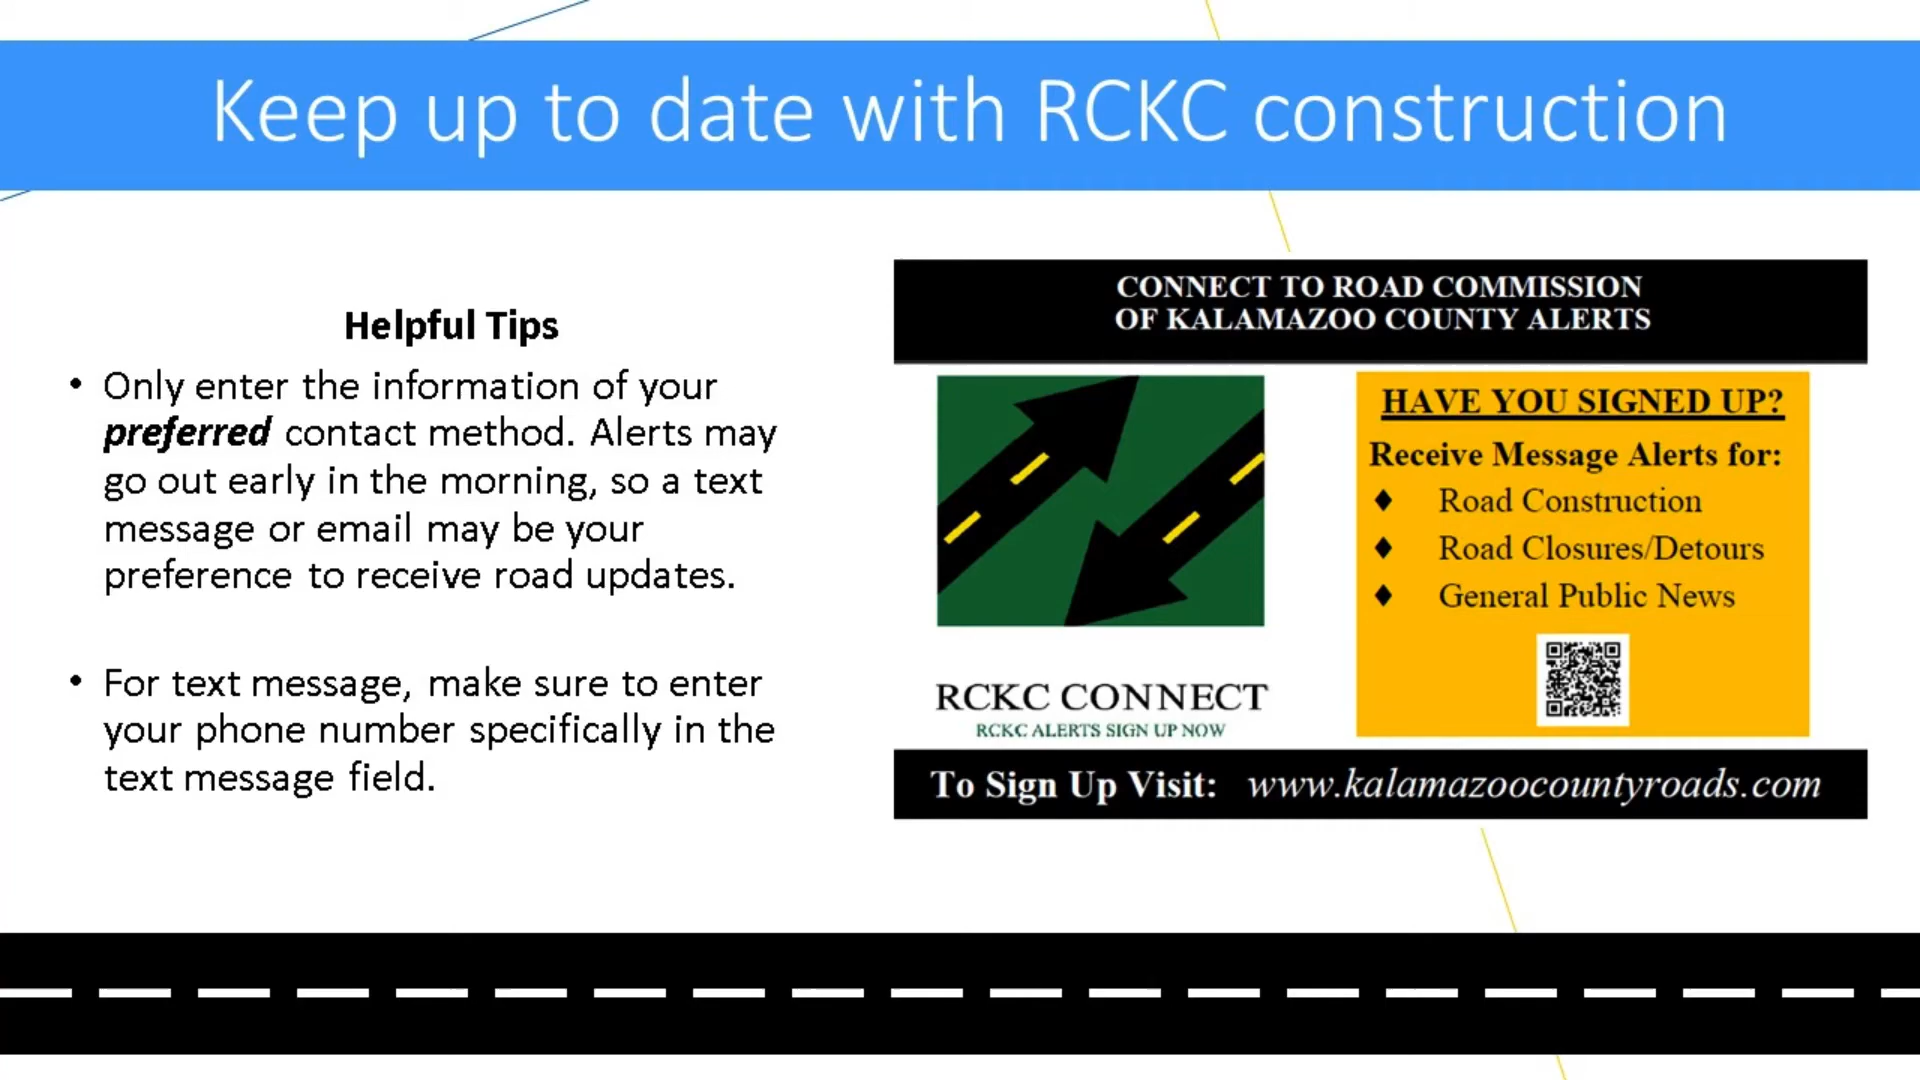 Keep up to date with RCKC construction
Helpful Tips
• Only enter the information of your
preferred contact method. Alerts may
go out early in the morning, so a text
message or email may be your
preference to receive road updates.
• For text message, make sure to enter
your phone number specifically in the
text message field.
CONNECT TO ROAD COMMISSION
OF KALAMAZOO COUNTY ALERTS
RCKC CONNECT
RCKC ALERTS SIGN UP NOW
HAVE YOU SIGNED UP?
Receive Message Alerts for:
♦ Road Construction
♦ Road Closures/Detours
♦ General Public News
To Sign Up Visit: www.kalamazoocountyroads.com